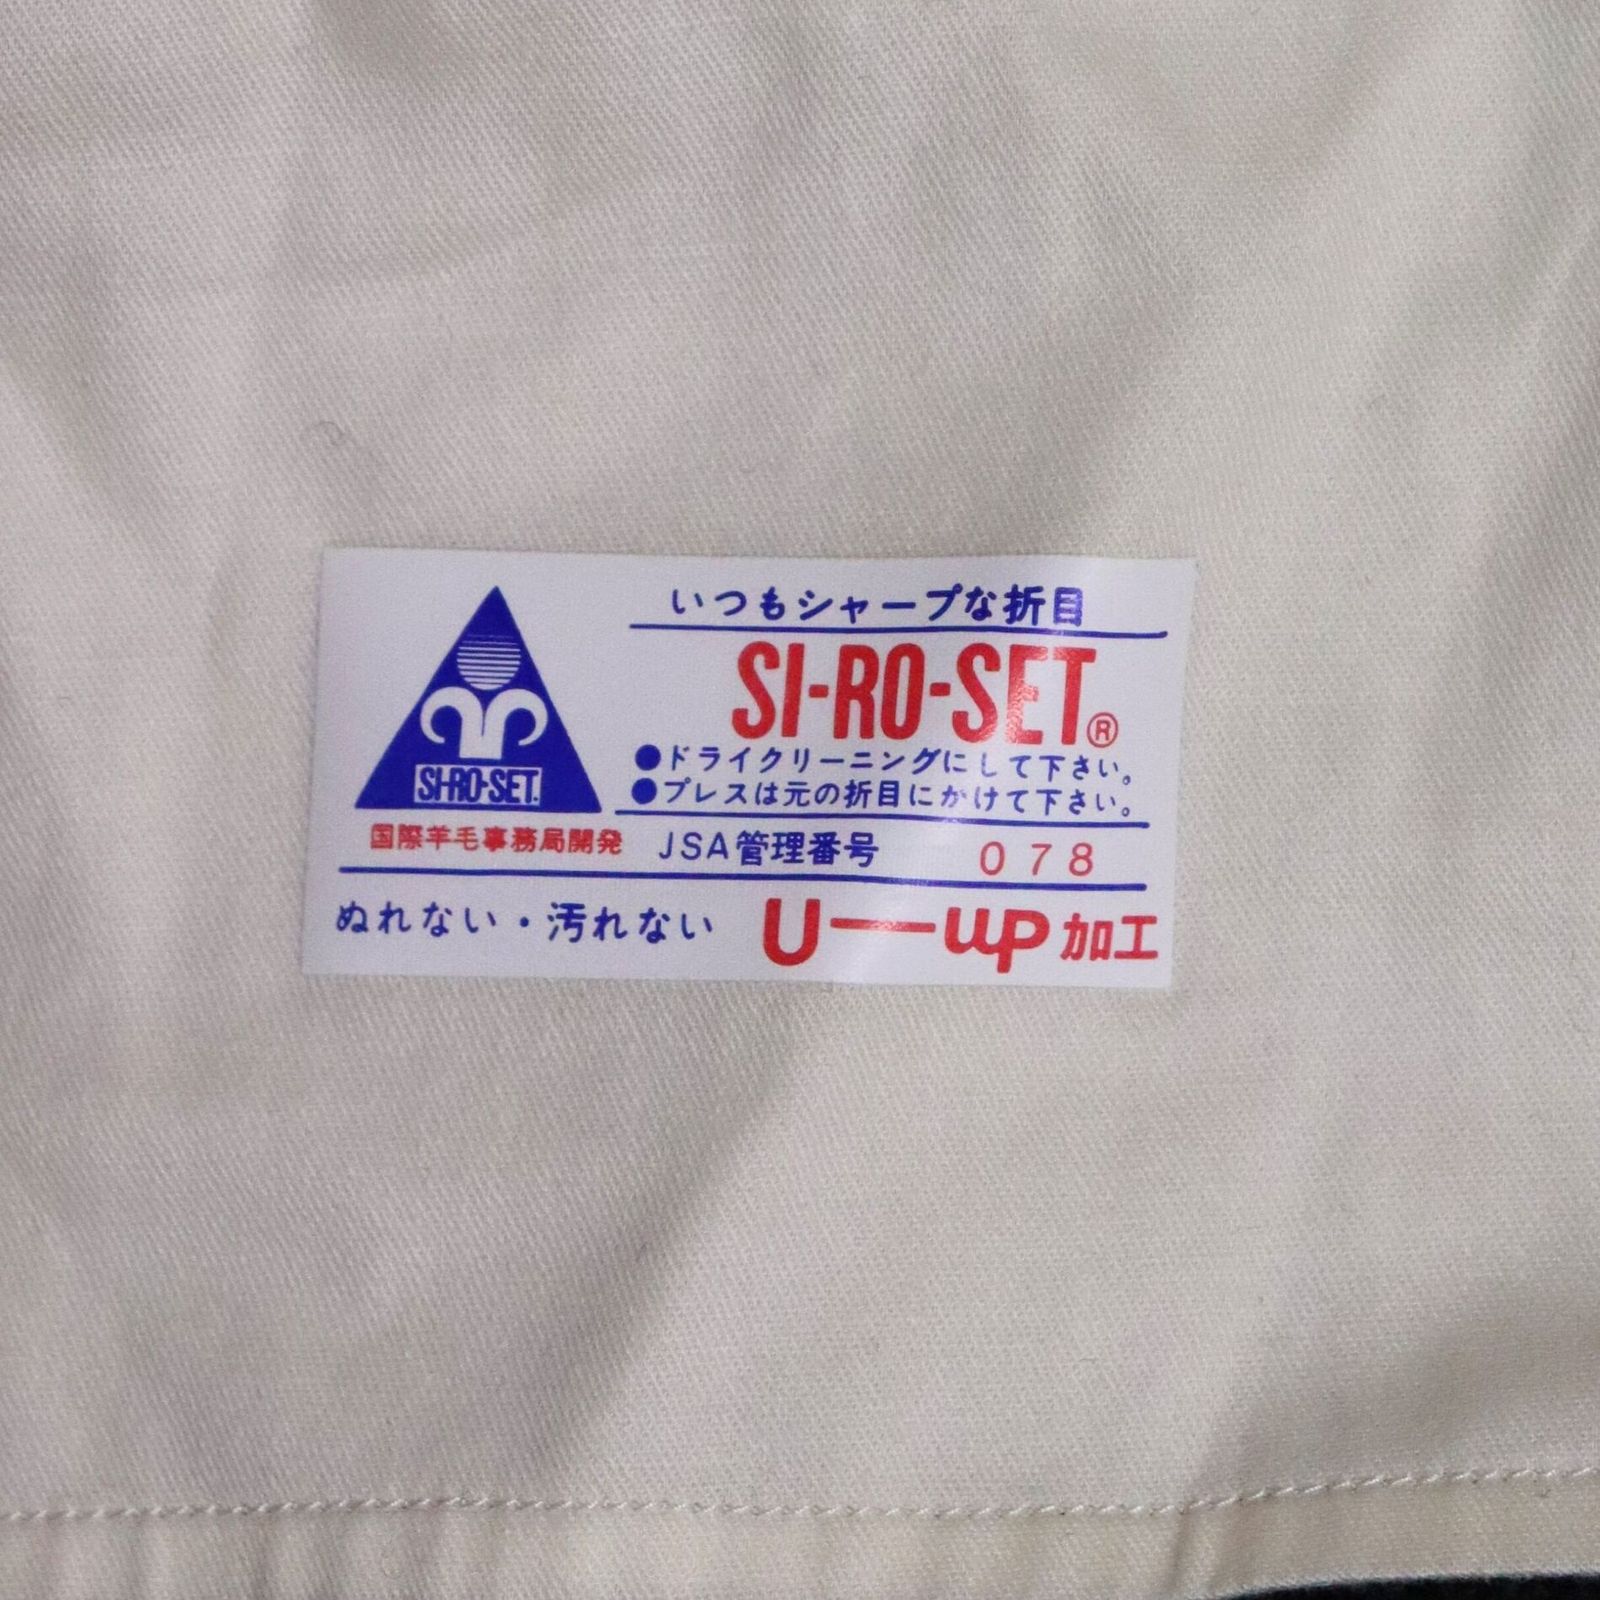 いつもシャープな折目
SI-RO-SET®
●ドライクリーニングにして下さい。
●プレスは元の折目にかけて下さい。
SI-RO-SET.
国際羊毛事務局開発
JSA管理番号 078
ぬれない・汚れない U—up加工